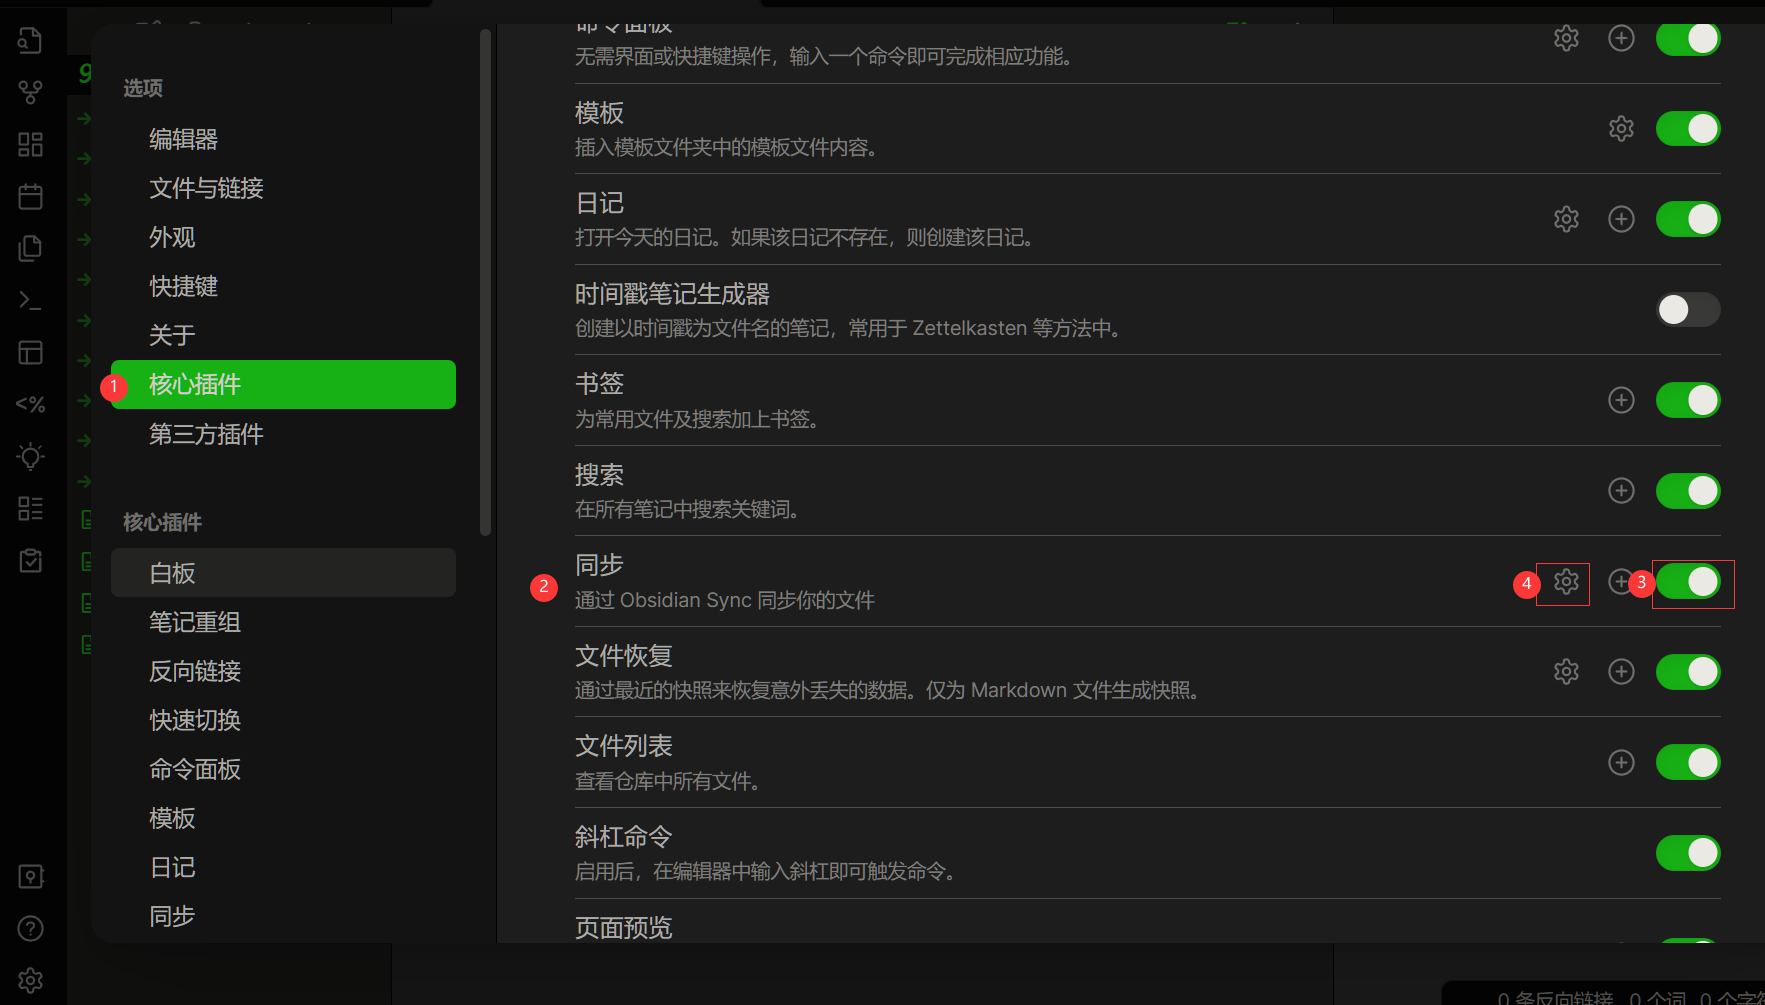 选项
编辑器
文件与链接
外观
快捷键
关于
1
核心插件
第三方插件
核心插件
白板
笔记重组
反向链接
快速切换
命令面板
模板
日记
同步
命令面板
无需界面或快捷键操作，输入一个命令即可完成相应功能。
模板
插入模板文件夹中的模板文件内容。
日记
打开今天的日记。如果该日记不存在，则创建该日记。
时间戳笔记生成器
创建以时间戳为文件名的笔记，常用于 Zettelkasten 等方法中。
书签
为常用文件及搜索加上书签。
搜索
在所有笔记中搜索关键词。
同步
2
通过 Obsidian Sync 同步你的文件
4
3
文件恢复
通过最近的快照来恢复意外丢失的数据。仅为 Markdown 文件生成快照。
文件列表
查看仓库中所有文件。
斜杠命令
启用后，在编辑器中输入斜杠即可触发命令。
页面预览
0 条反向链接 0 个词 0 个字符